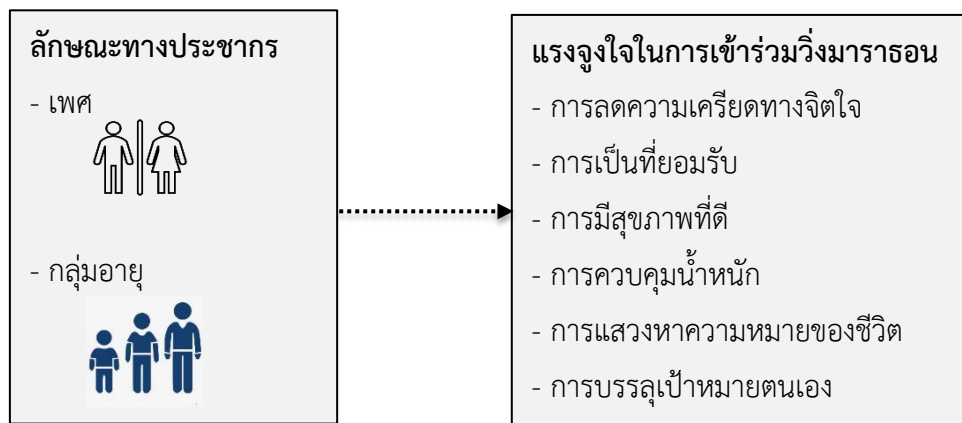 ลักษณะทางประชากร
- เพศ
- กลุ่มอายุ
แรงจูงใจในการเข้าร่วมวิ่งมาราธอน
- การลดความเครียดทางจิตใจ
- การเป็นที่ยอมรับ
- การมีสุขภาพที่ดี
- การควบคุมน้ำหนัก
- การแสวงหาความหมายของชีวิต
- การบรรลุเป้าหมายตนเอง